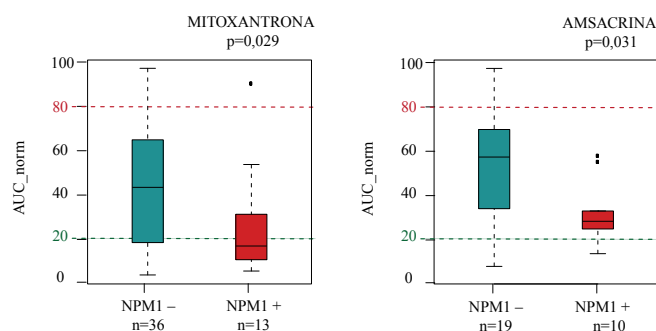 MITOXANTRONA
p=0,029
AUC_norm
100
80
60
40
20
0
NPM1 –
n=36
NPM1 +
n=13
AMSACRINA
p=0,031
AUC_norm
100
80
60
40
20
0
NPM1 –
n=19
NPM1 +
n=10